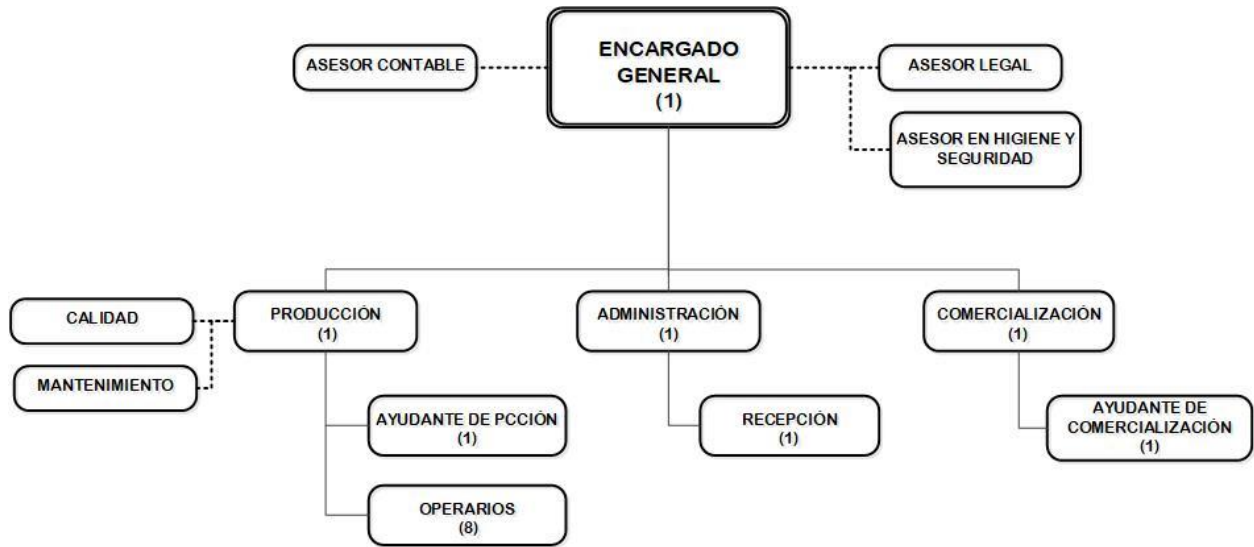 ENCARGADO
GENERAL
(1)
ASESOR CONTABLE
ASESOR LEGAL
ASESOR EN HIGIENE Y
SEGURIDAD
CALIDAD
MANTENIMIENTO
PRODUCCIÓN
(1)
ADMINISTRACIÓN
(1)
COMERCIALIZACIÓN
(1)
AYUDANTE DE PCCIÓN
(1)
OPERARIOS
(8)
RECEPCIÓN
(1)
AYUDANTE DE
COMERCIALIZACIÓN
(1)